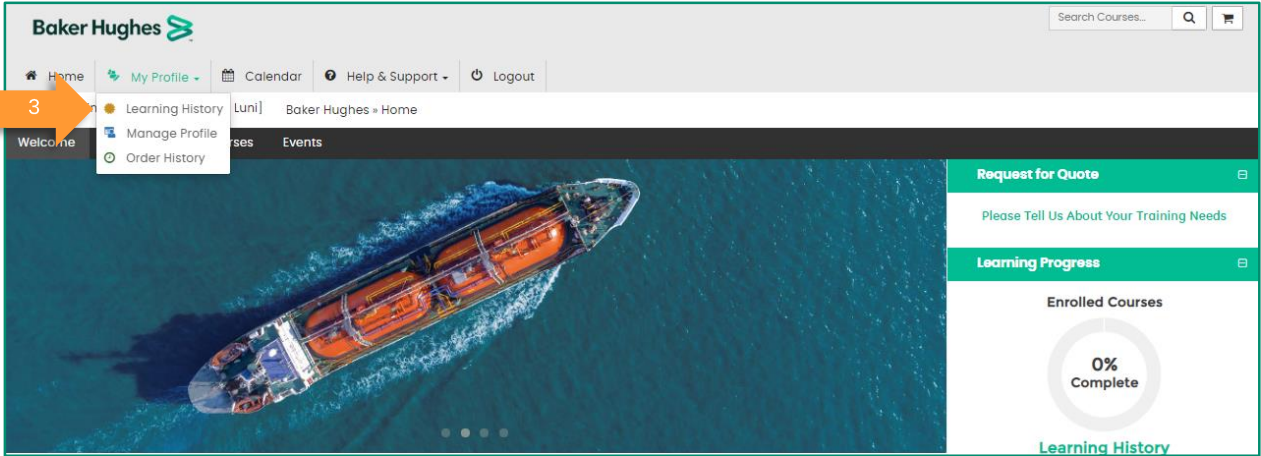 Baker Hughes
Search Courses...
Home My Profile Calendar Help & Support Logout
3
Learning History Luni] Baker Hughes » Home
Manage Profile
Order History
Welcome Events
Request for Quote
Please Tell Us About Your Training Needs
Learning Progress
Enrolled Courses
0%
Complete
Learning History